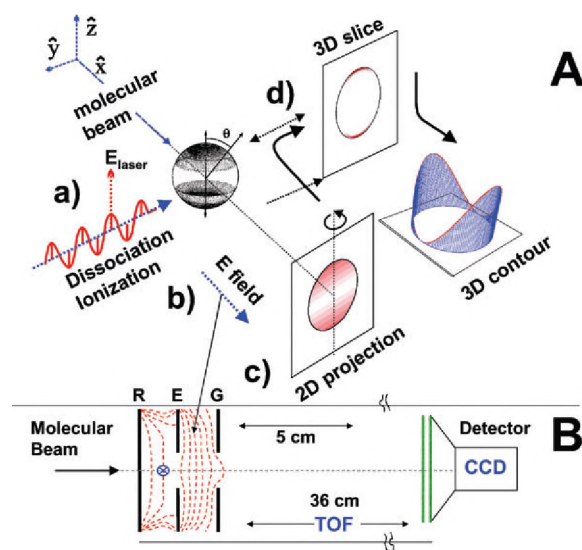 ẑ
ŷ
x̂
A
3D slice
molecular
beam
d)
θ
E laser
a)
Dissociation
Ionization
3D contour
E field
b)
c)
2D projection
R E G
B
Molecular
Beam
5 cm
Detector
CCD
36 cm
TOF